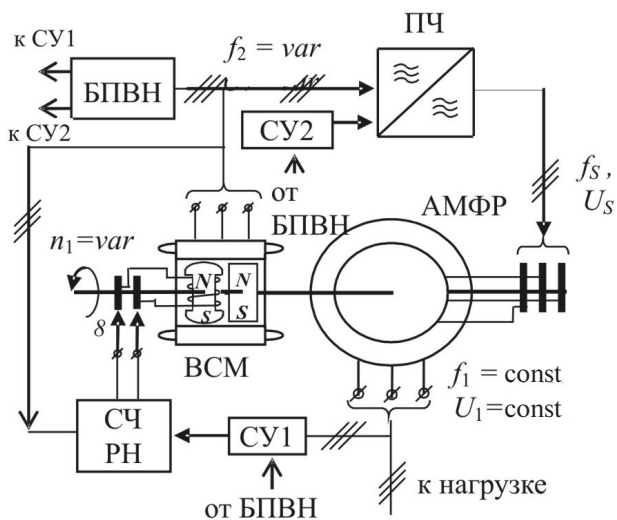 к СУ1
БПВН
к СУ2
f₂ = var
ПЧ
СУ2
от
БПВН
fS ,
US
АМФР
n₁=var
N
S
N
S
8
ВСМ
f₁ = const
U₁=const
СЧ
РН
СУ1
от БПВН
к нагрузке